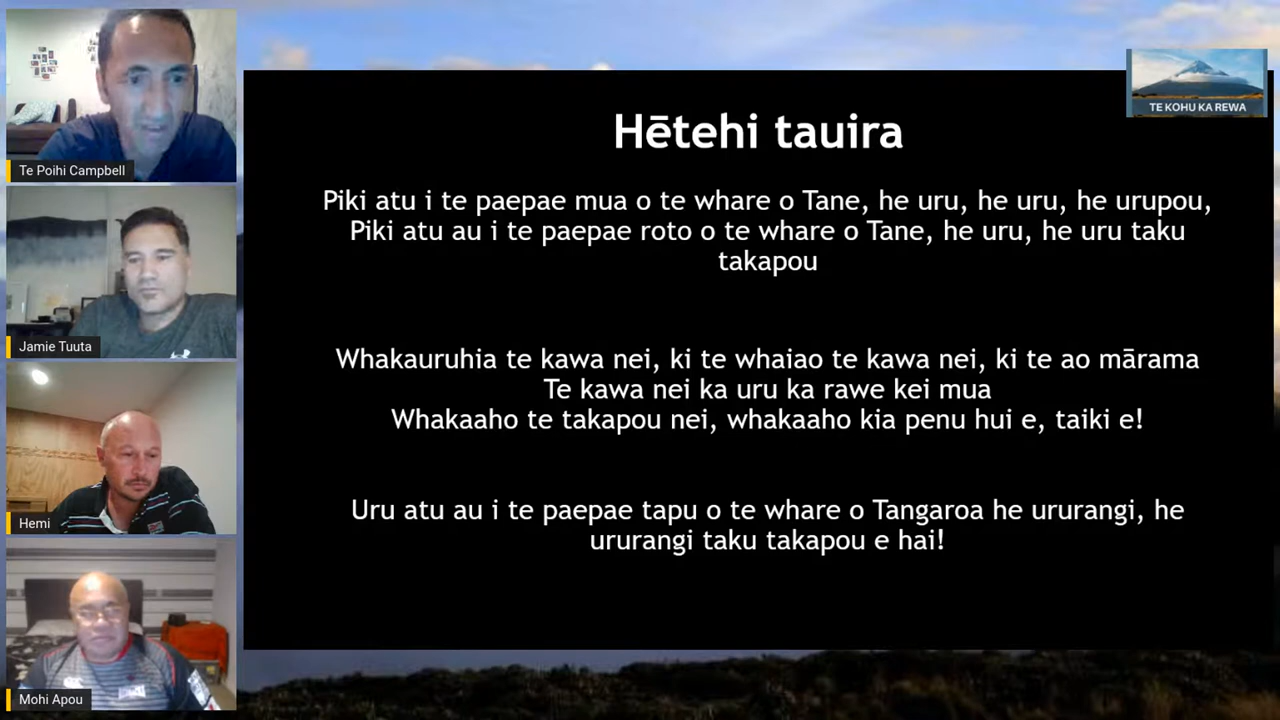 Te Poihi Campbell
Jamie Tuuta
Hemi
Mohi Apou
TE KOHU KA REWA
Hētehi tauira
Piki atu i te paepae mua o te whare o Tane, he uru, he uru, he urupou,
Piki atu au i te paepae roto o te whare o Tane, he uru, he uru taku
takapou
Whakauruhia te kawa nei, ki te whaiao te kawa nei, ki te ao mārama
Te kawa nei ka uru ka rawe kei mua
Whakaaho te takapou nei, whakaaho kia penu hui e, taiki e!
Uru atu au i te paepae tapu o te whare o Tangaroa he ururangi, he
ururangi taku takapou e hai!